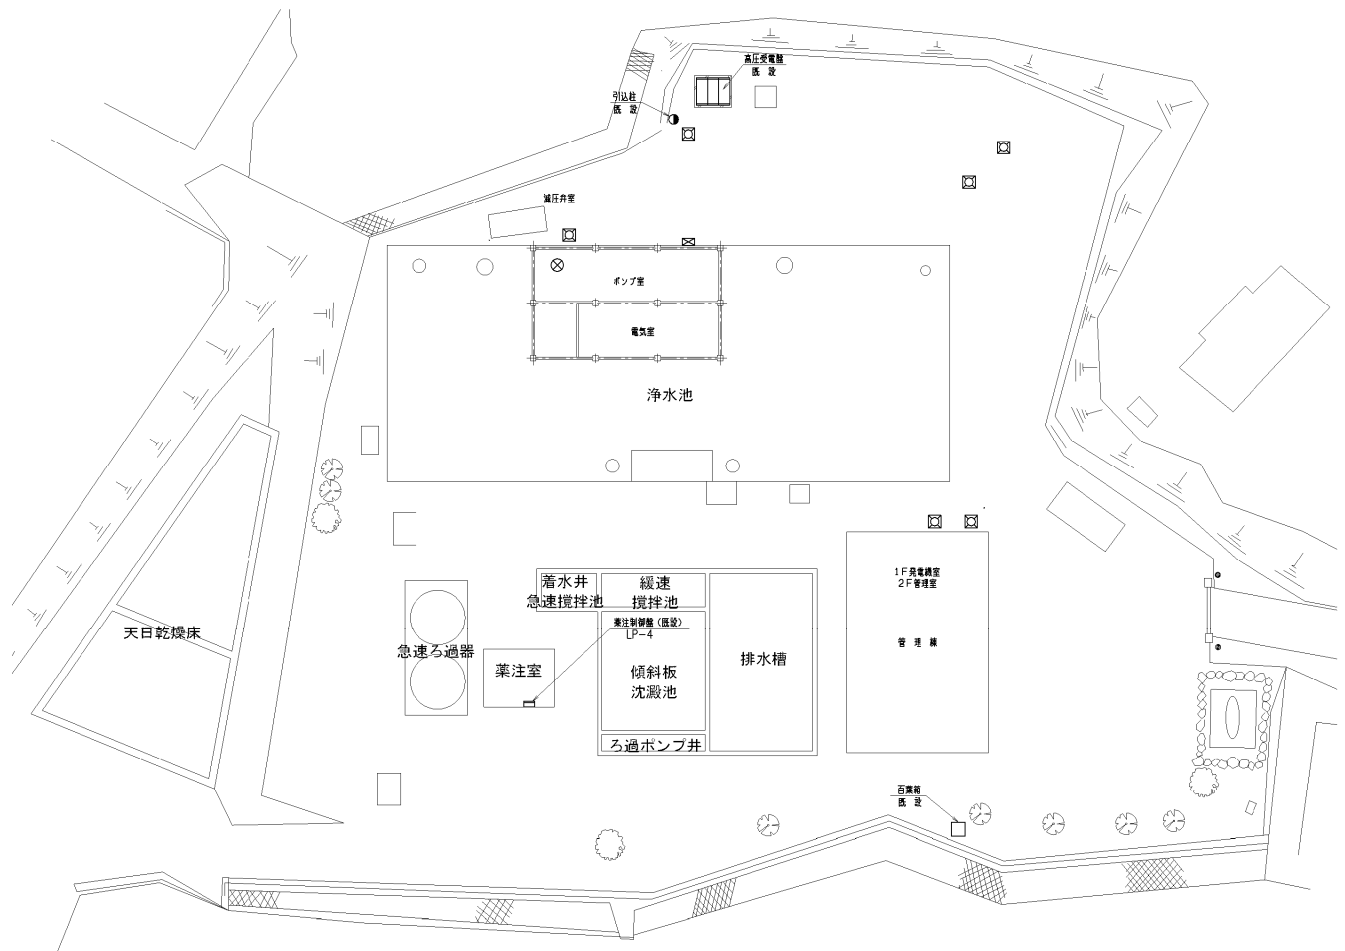 高圧受電盤
既 設
引込柱
既 設
減圧弁室
ポンプ室
電気室
浄水池
1F発電機室
2F管理室
着水井
急速撹拌池
緩速
撹拌池
薬注制御盤(既設)
LP-4
天日乾燥床
急速ろ過器
薬注室
傾斜板
沈澱池
排水槽
管 理 棟
ろ過ポンプ井
百葉箱
既 設